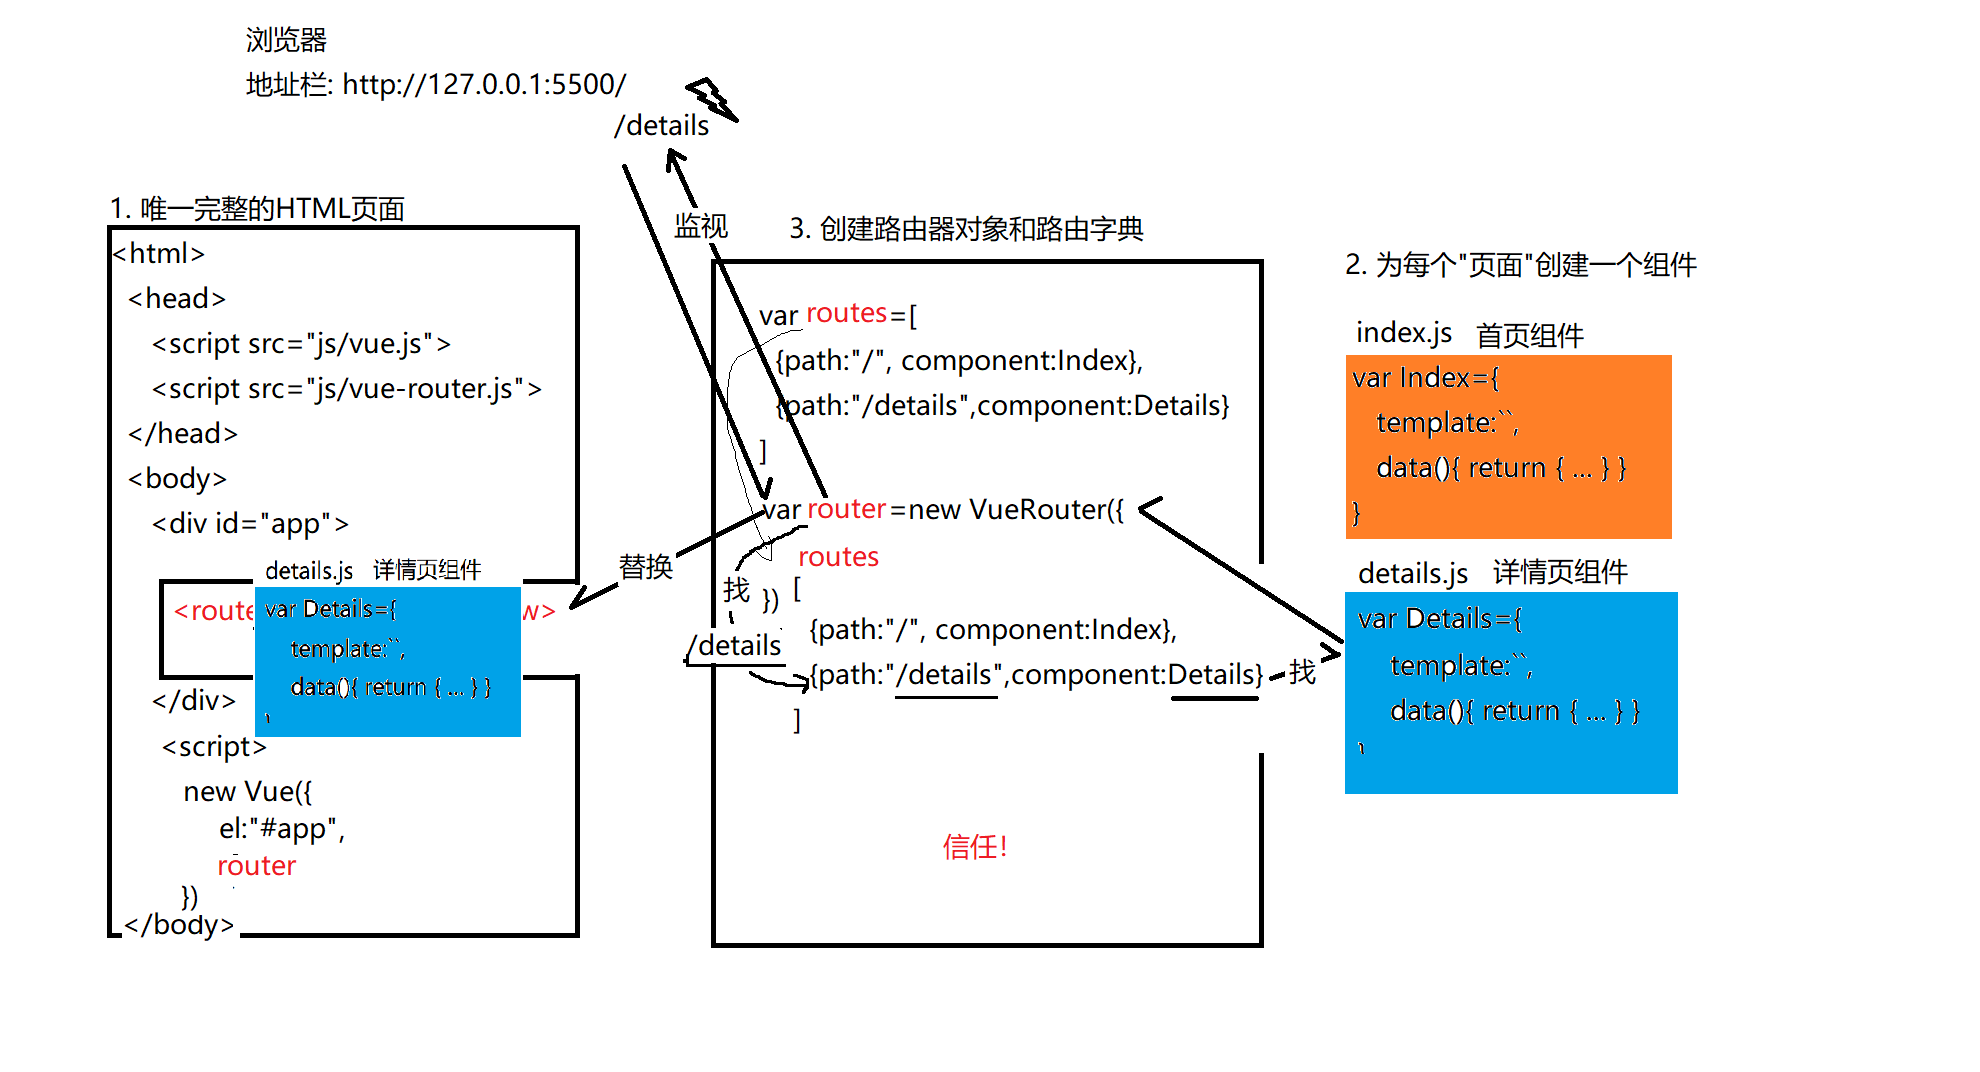 浏览器
地址栏: http://127.0.0.1:5500/
/details
监视
1. 唯一完整的HTML页面
<html>
<head>
<script src="js/vue.js">
<script src="js/vue-router.js">
</head>
<body>
<div id="app">
details.js 详情页组件
<route
w>
var Details={
template:``,
data(){ return { ... } }
</div>
<script>
new Vue({
el:"#app",
router
})
</body>
替换
3. 创建路由器对象和路由字典
var routes=[
{path:"/", component:Index},
{path:"/details",component:Details}
]
var router=new VueRouter({
routes
找
})
[
{path:"/", component:Index},
/details
{path:"/details",component:Details}
]
找
信任!
2. 为每个"页面"创建一个组件
index.js 首页组件
var Index={
template:``,
data(){ return { ... } }
}
details.js 详情页组件
var Details={
template:``,
data(){ return { ... } }